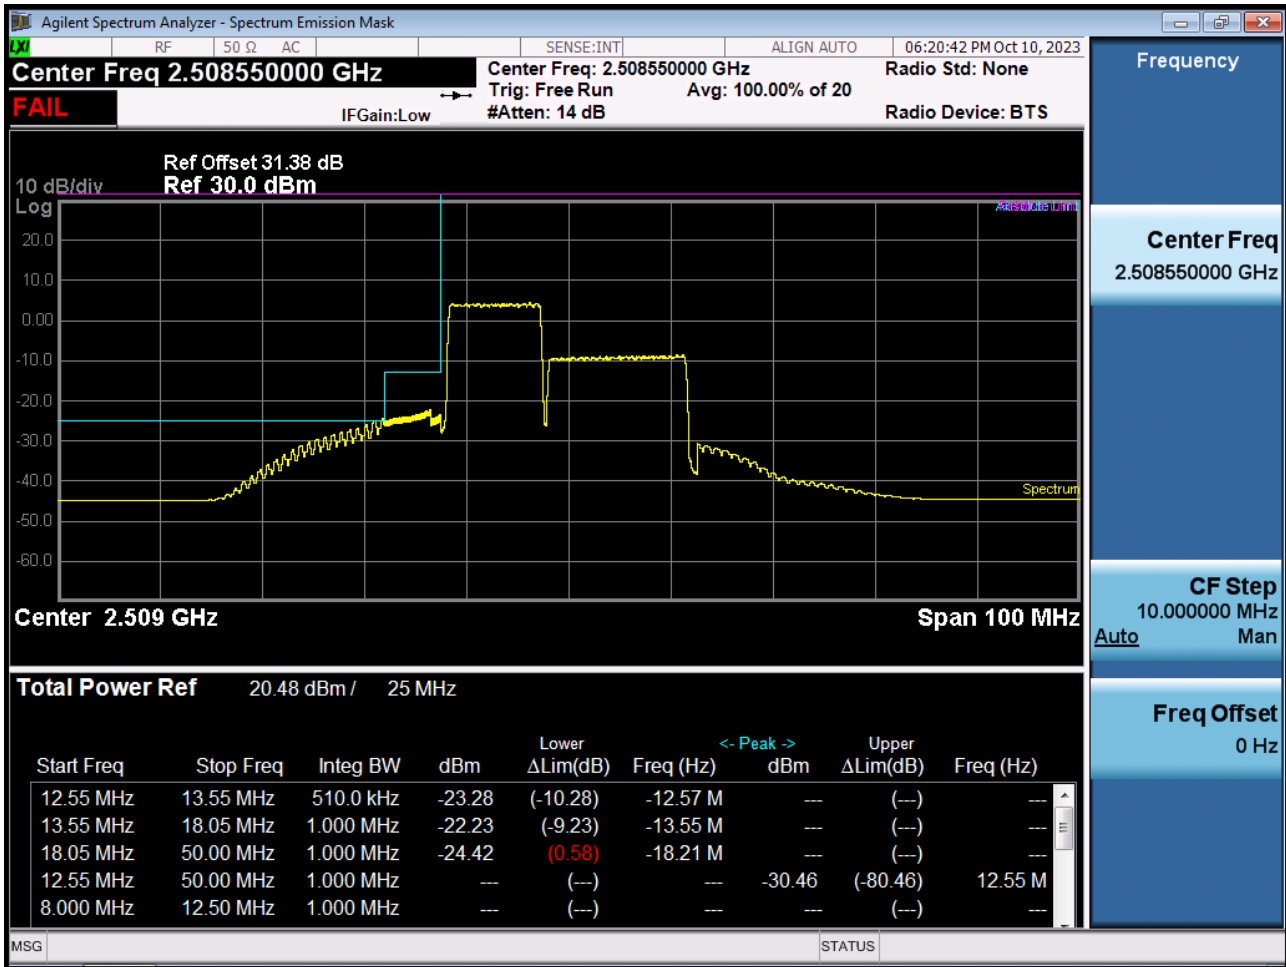 Agilent Spectrum Analyzer - Spectrum Emission Mask
LXI RF 50 Ω AC SENSE:INT ALIGN AUTO 06:20:42 PM Oct 10, 2023
Center Freq 2.508550000 GHz
Center Freq: 2.508550000 GHz Radio Std: None
Trig: Free Run Avg: 100.00% of 20
FAIL
IFGain:Low #Atten: 14 dB Radio Device: BTS
Ref Offset 31.38 dB
10 dB/div Ref 30.0 dBm
Log
Absolute Limit
20.0
10.0
0.00
-10.0
-20.0
-30.0
-40.0
Spectrum
-50.0
-60.0
Center 2.509 GHz Span 100 MHz
Total Power Ref 20.48 dBm / 25 MHz
Lower <- Peak -> Upper
Start Freq Stop Freq Integ BW dBm ΔLim(dB) Freq (Hz) dBm ΔLim(dB) Freq (Hz)
12.55 MHz 13.55 MHz 510.0 kHz -23.28 (-10.28) -12.57 M --- (---) ---
13.55 MHz 18.05 MHz 1.000 MHz -22.23 (-9.23) -13.55 M --- (---) ---
18.05 MHz 50.00 MHz 1.000 MHz -24.42 (0.58) -18.21 M --- (---) ---
12.55 MHz 50.00 MHz 1.000 MHz --- (---) --- -30.46 (-80.46) 12.55 M
8.000 MHz 12.50 MHz 1.000 MHz --- (---) --- --- (---) ---
MSG STATUS
Frequency
Center Freq
2.508550000 GHz
CF Step
10.000000 MHz
Auto Man
Freq Offset
0 Hz